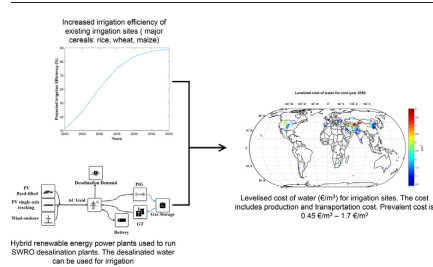 Increased irrigation efficiency of
existing irrigation sites ( major
cereals: rice, wheat, maize)
Projected Irrigation Efficiency (%)
Years
Desalination Demand
PV
fixed-tilted
PV single-axis
tracking
Wind onshore
AC Grid
PtG
GT
Gas Storage
Battery
Hybrid renewable energy power plants used to run
SWRO desalination plants. The desalinated water
can be used for irrigation
Levelised cost of water for cost year 2050
Levelised cost of water (€/m³) for irrigation sites. The cost
includes production and transportation cost. Prevalent cost is
0.45 €/m³ – 1.7 €/m³